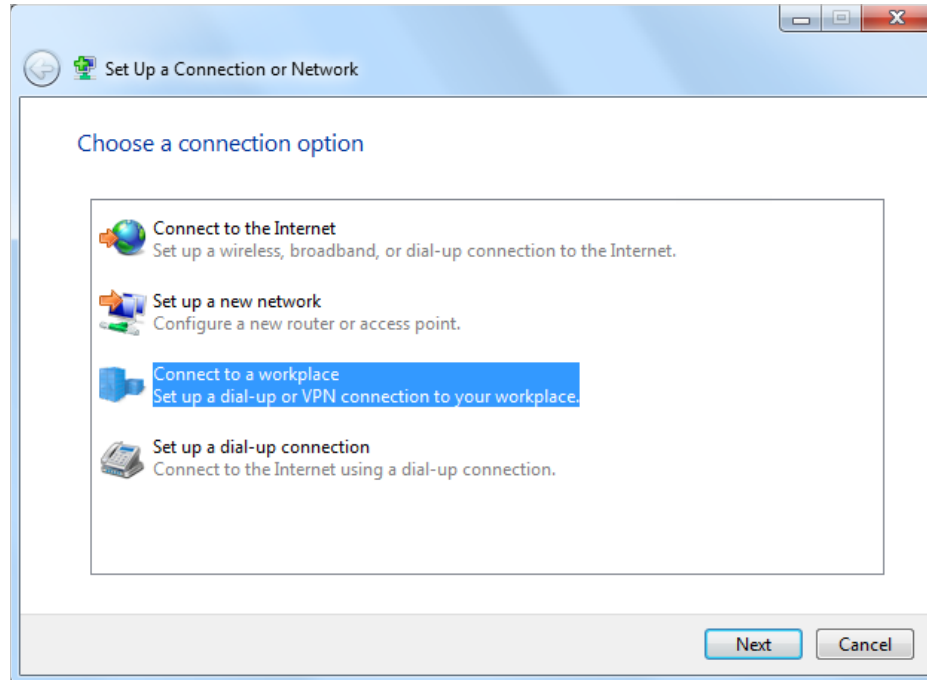 Set Up a Connection or Network
Choose a connection option
Connect to the Internet
Set up a wireless, broadband, or dial-up connection to the Internet.
Set up a new network
Configure a new router or access point.
Connect to a workplace
Set up a dial-up or VPN connection to your workplace.
Set up a dial-up connection
Connect to the Internet using a dial-up connection.
Next Cancel